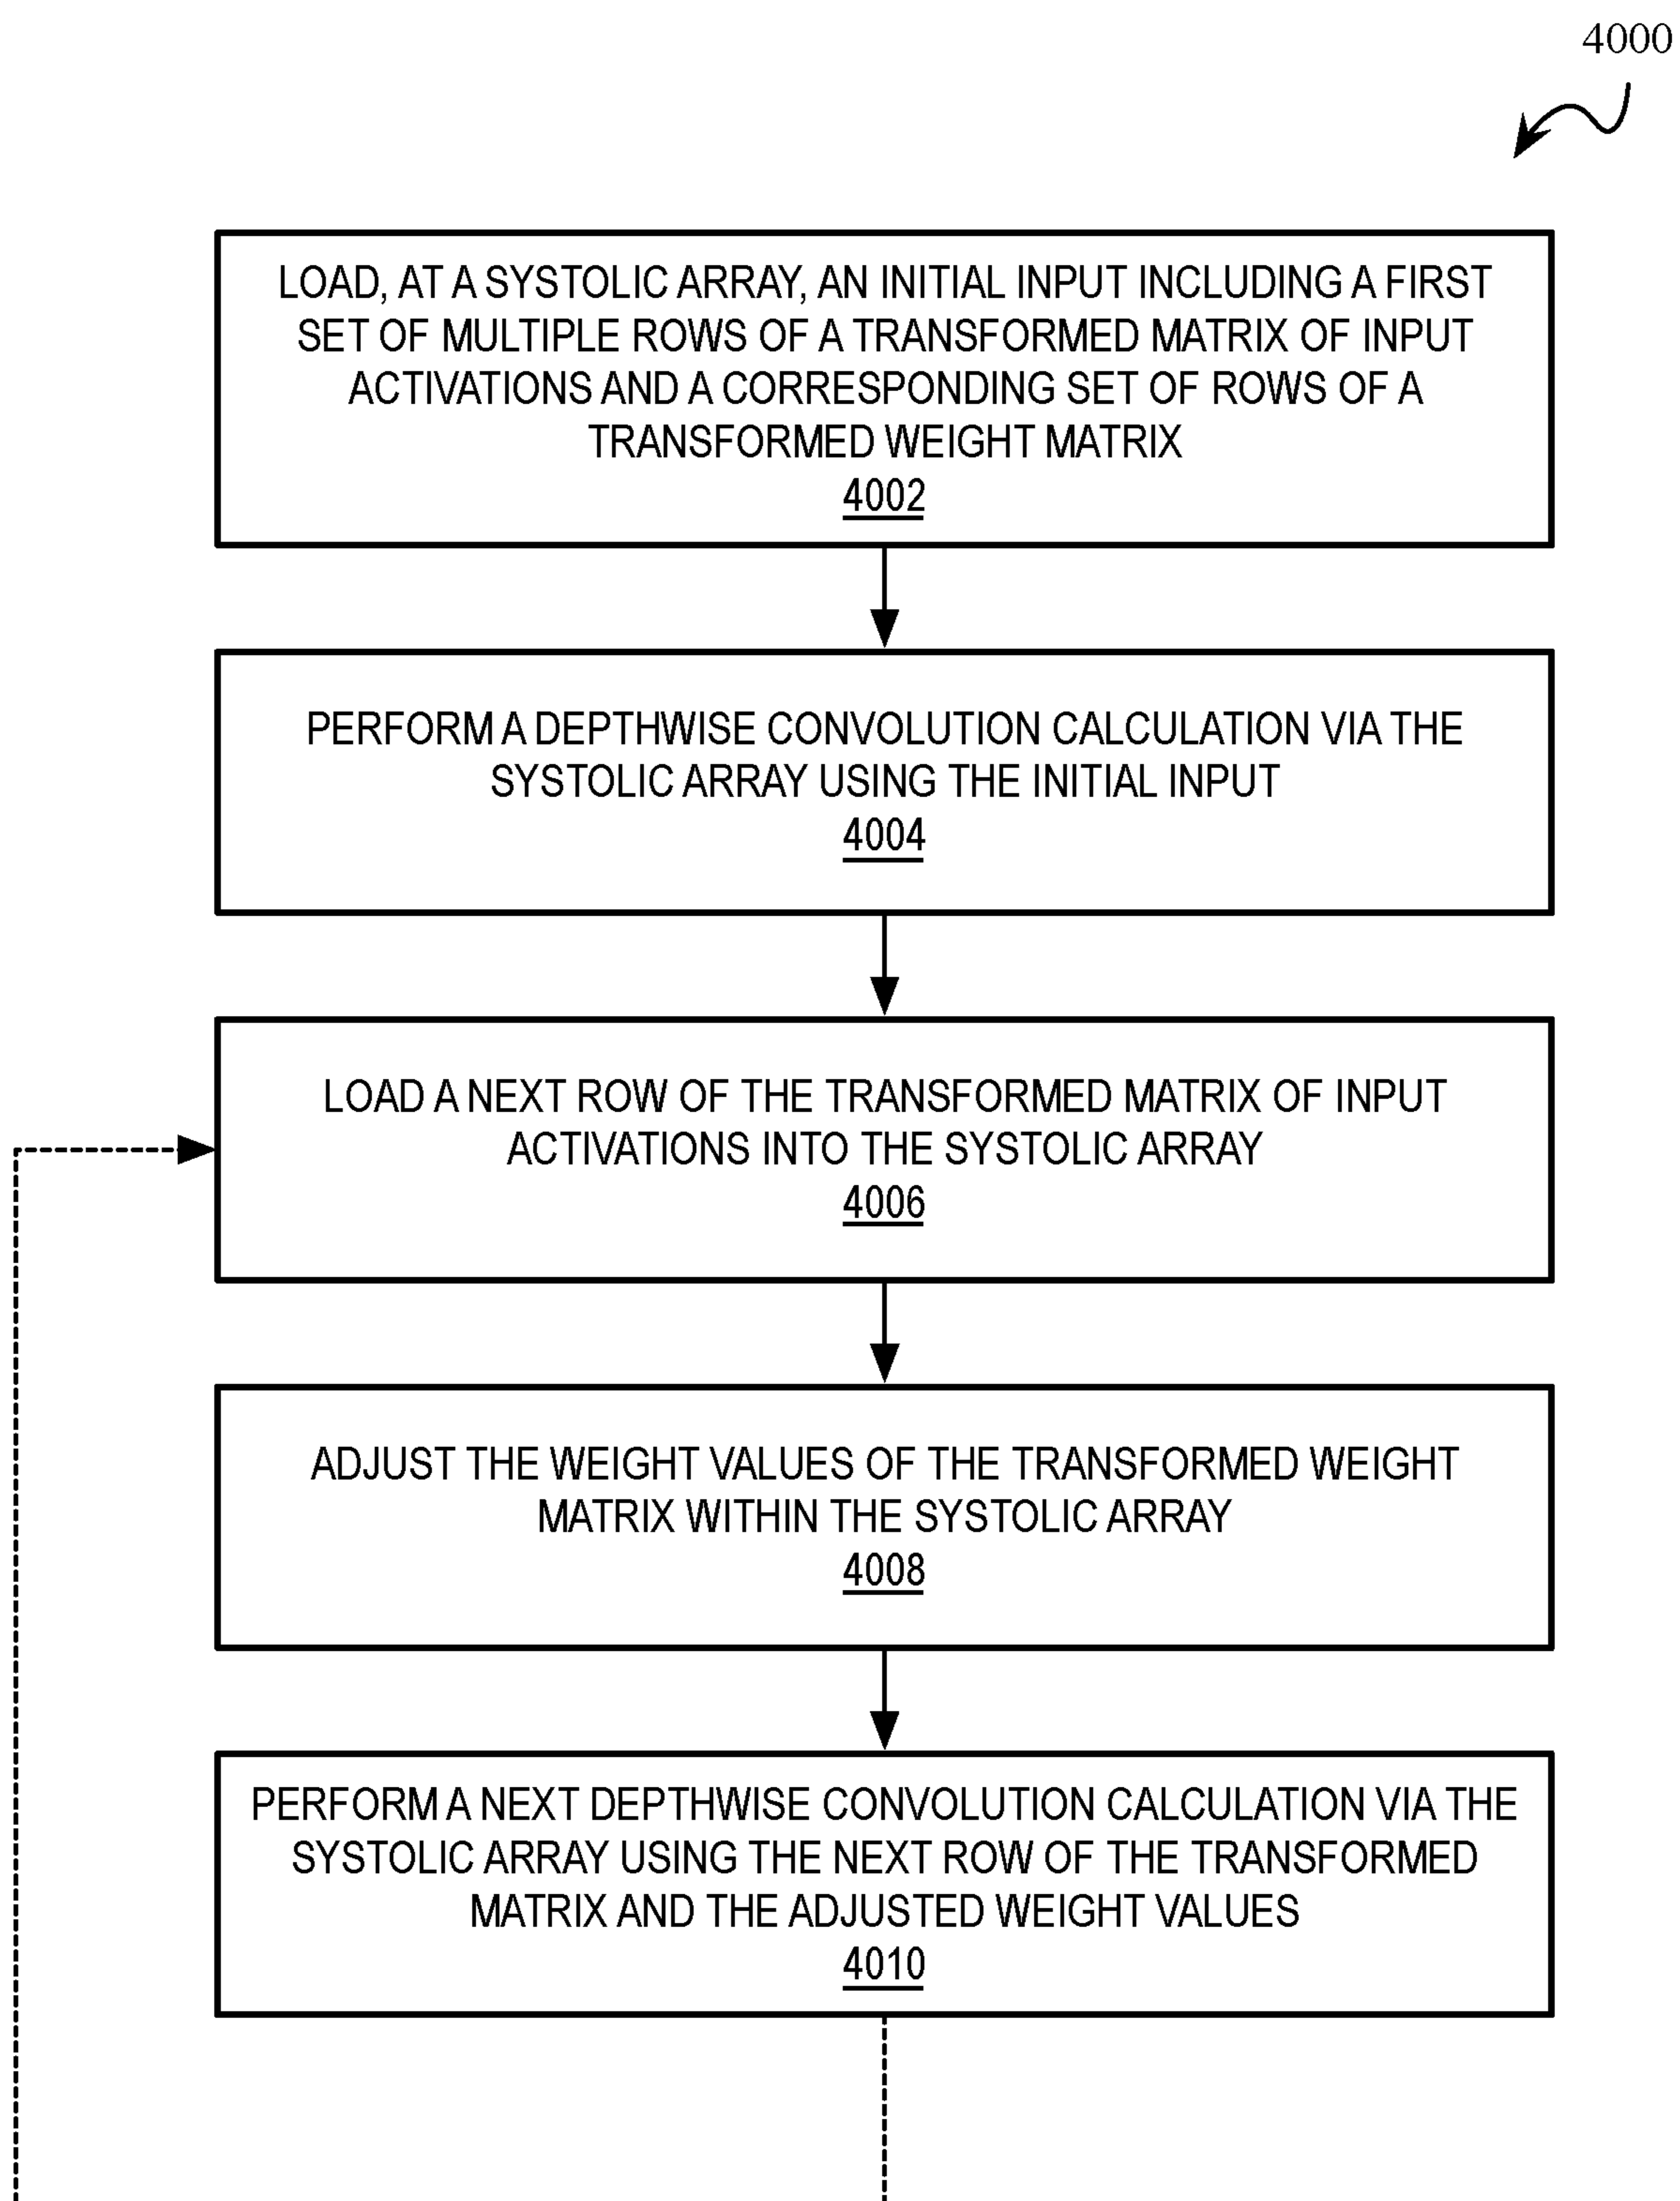 4000
LOAD, AT A SYSTOLIC ARRAY, AN INITIAL INPUT INCLUDING A FIRST
SET OF MULTIPLE ROWS OF A TRANSFORMED MATRIX OF INPUT
ACTIVATIONS AND A CORRESPONDING SET OF ROWS OF A
TRANSFORMED WEIGHT MATRIX
4002
PERFORM A DEPTHWISE CONVOLUTION CALCULATION VIA THE
SYSTOLIC ARRAY USING THE INITIAL INPUT
4004
LOAD A NEXT ROW OF THE TRANSFORMED MATRIX OF INPUT
ACTIVATIONS INTO THE SYSTOLIC ARRAY
4006
ADJUST THE WEIGHT VALUES OF THE TRANSFORMED WEIGHT
MATRIX WITHIN THE SYSTOLIC ARRAY
4008
PERFORM A NEXT DEPTHWISE CONVOLUTION CALCULATION VIA THE
SYSTOLIC ARRAY USING THE NEXT ROW OF THE TRANSFORMED
MATRIX AND THE ADJUSTED WEIGHT VALUES
4010